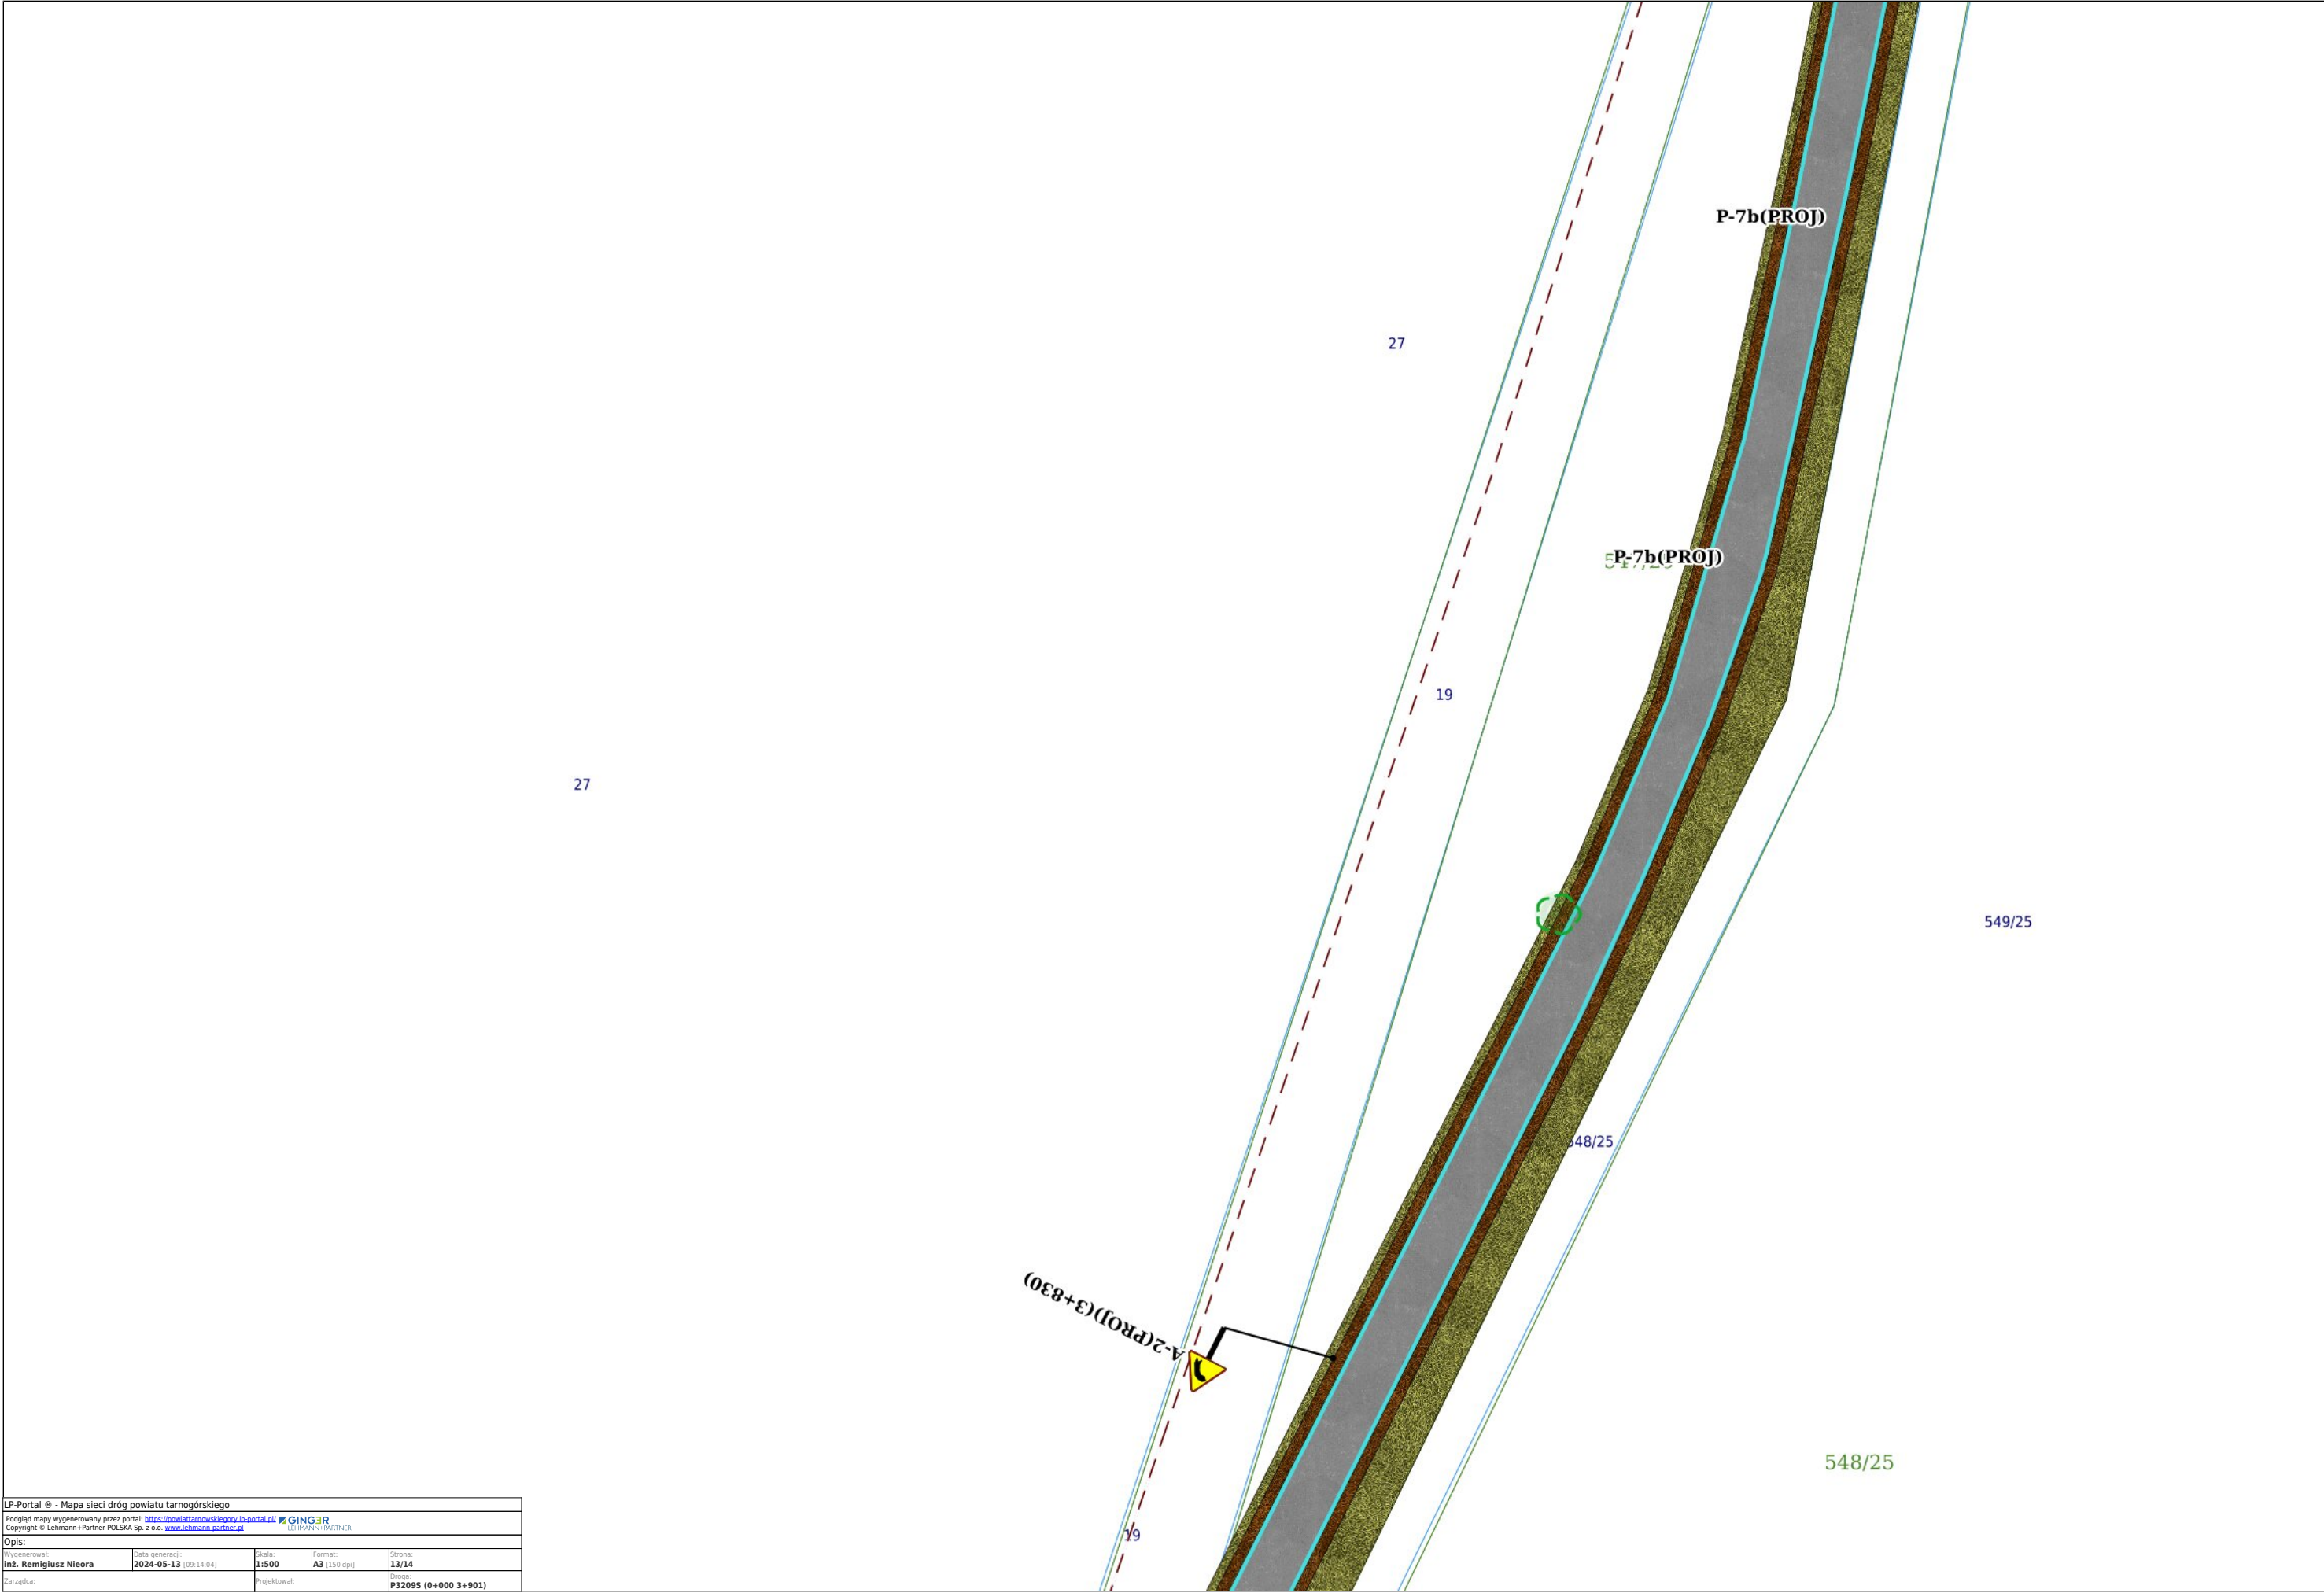 P-7b(PROJ)
27
P-7b(PROJ)
19
27
549/25
48/25
A-2(PROJ)(3+830)
548/25
19
LP-Portal ® - Mapa sieci dróg powiatu tarnogórskiego
Podgląd mapy wygenerowany przez portal: https://powiattarnowskiegory.lp-portal.pl/
Copyright © Lehmann+Partner POLSKA Sp. z o.o. www.lehmann-partner.pl
GINGER
LEHMANN+PARTNER
Opis:
Wygenerował: Data generacji: Skala: Format: Strona:
inż. Remigiusz Nieora 2024-05-13 [09:14:04] 1:500 A3 [150 dpi] 13/14
Zarządca: Projektował: Droga:
P3209S (0+000 3+901)